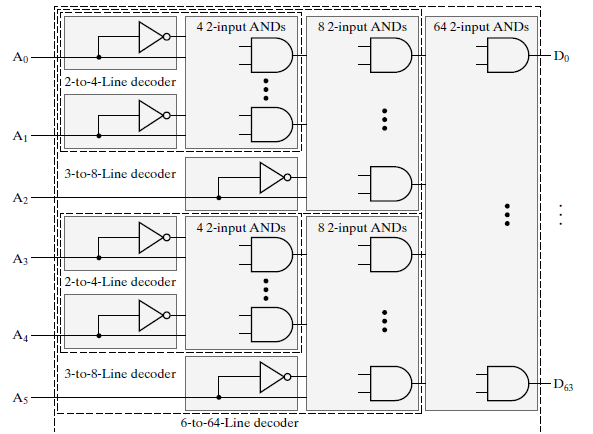 4 2-input ANDs
8 2-input ANDs
64 2-input ANDs
A0
D0
2-to-4-Line decoder
A1
3-to-8-Line decoder
A2
4 2-input ANDs
8 2-input ANDs
A3
2-to-4-Line decoder
A4
3-to-8-Line decoder
D63
A5
6-to-64-Line decoder